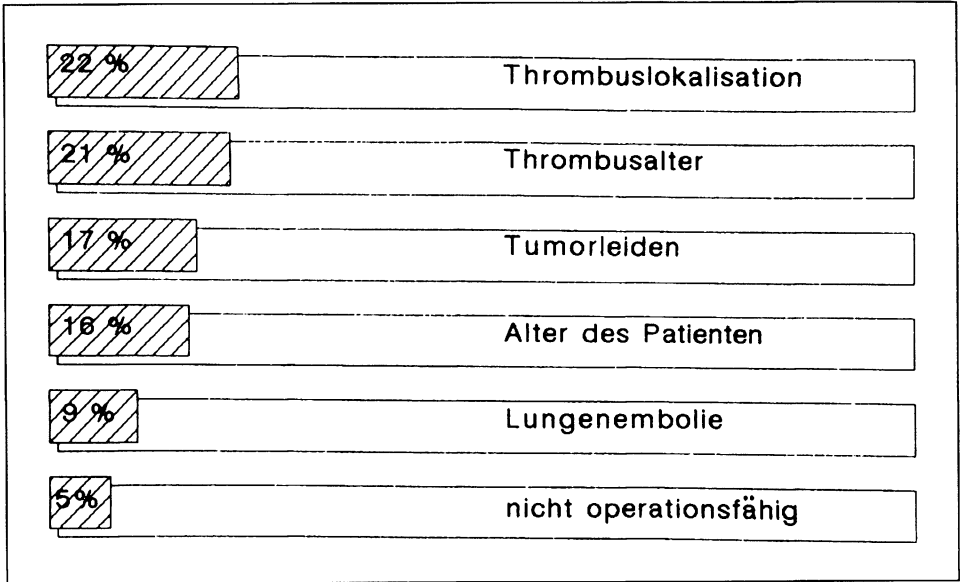 22 % Thrombuslokalisation
21 % Thrombusalter
17 % Tumorleiden
16 % Alter des Patienten
9 % Lungenembolie
5% nicht operationsfähig